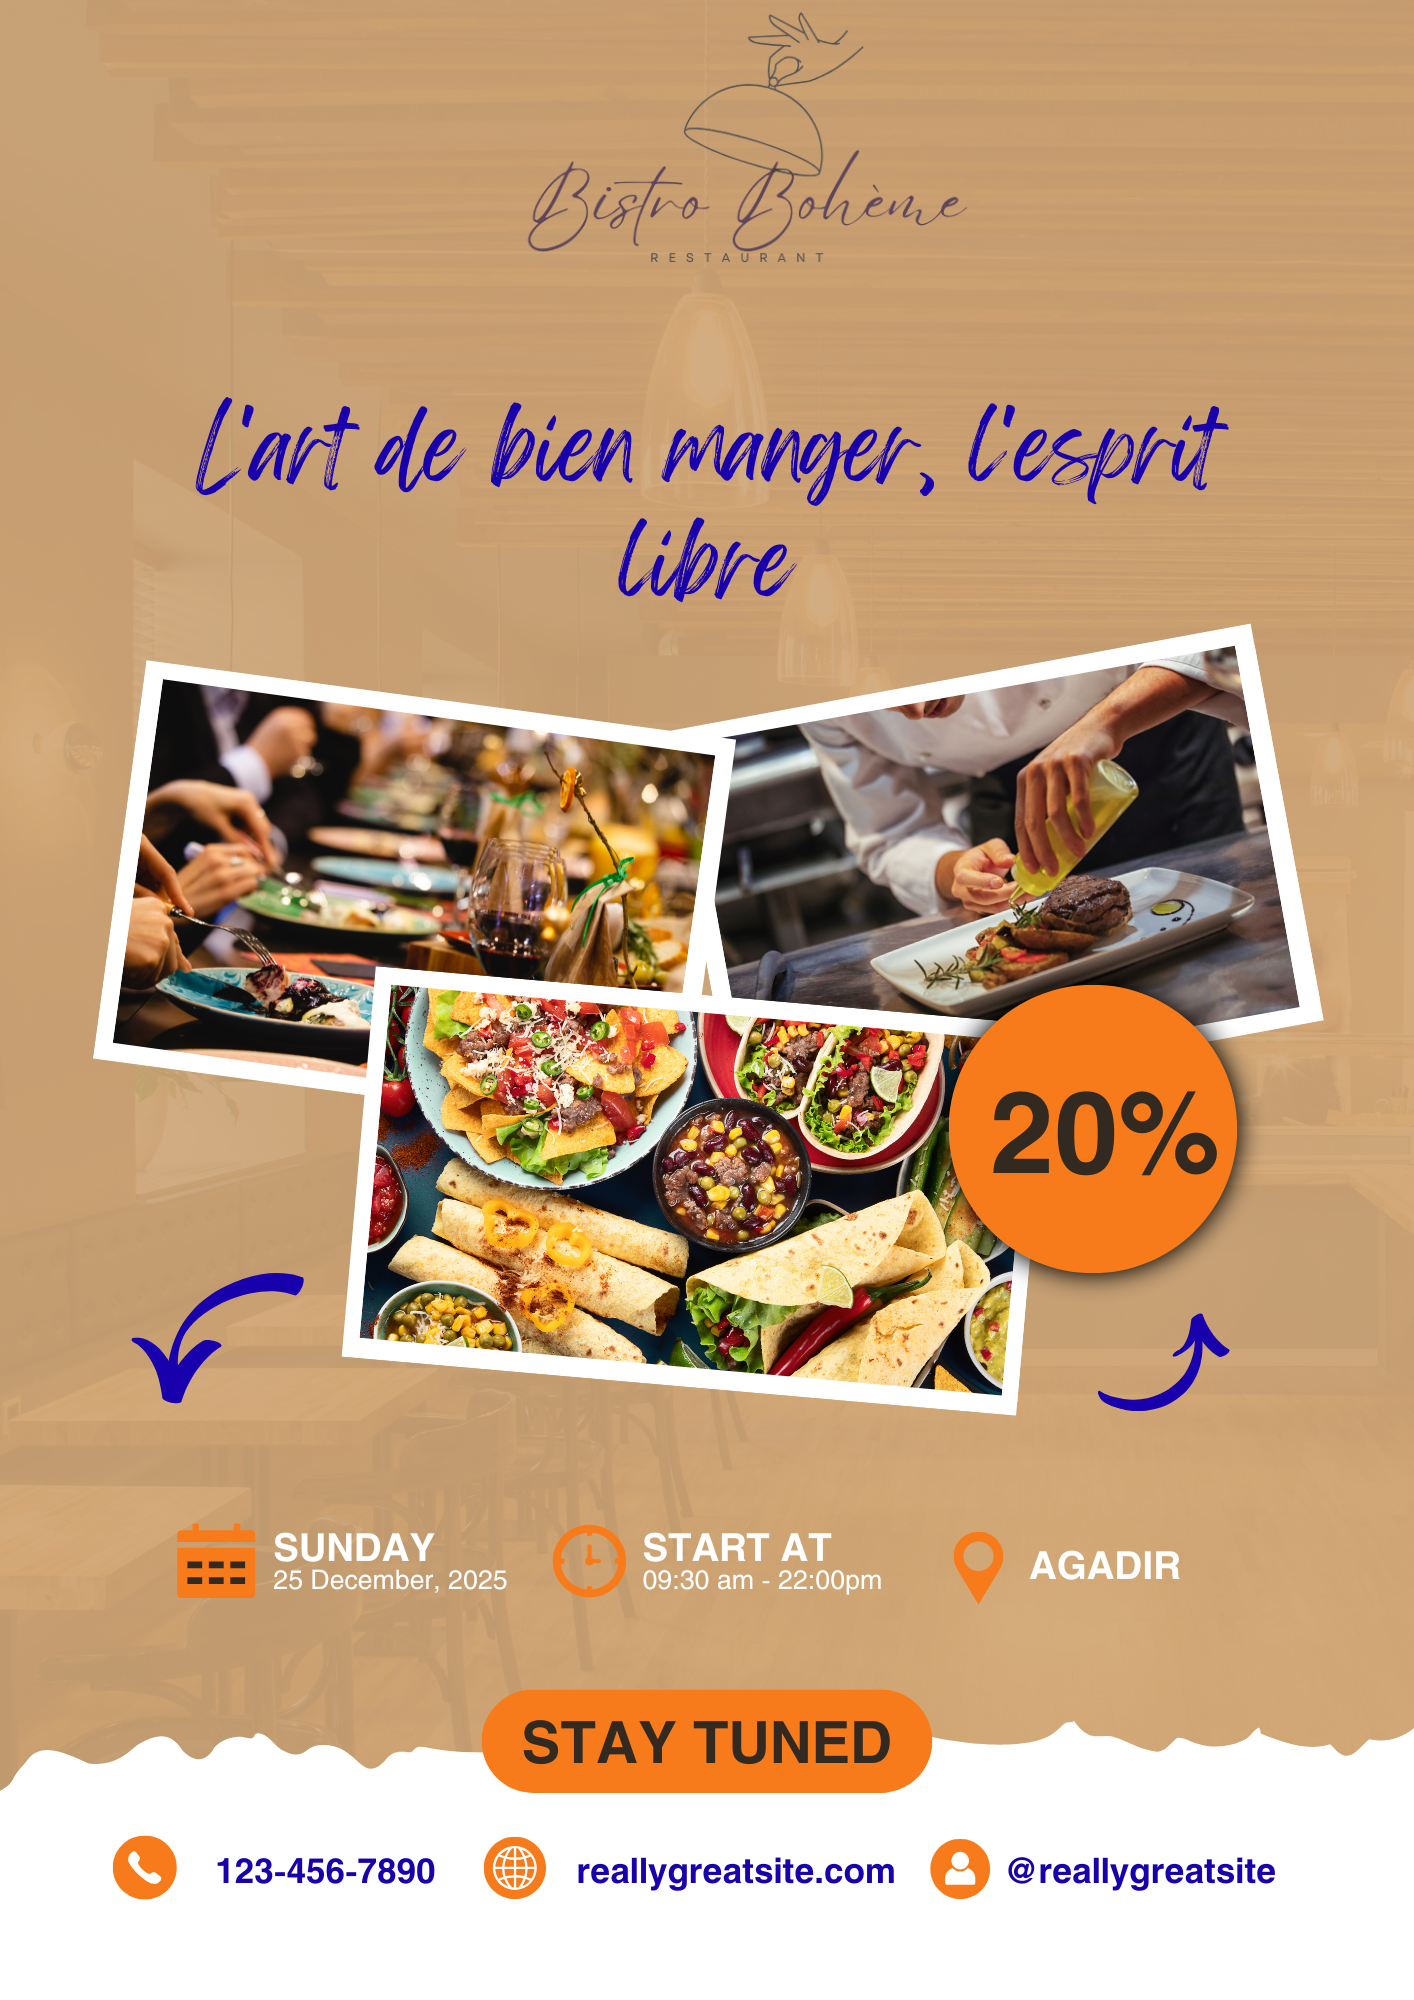 Bistro Bohème
RESTAURANT
L'art de bien manger, l'esprit
libre
20%
SUNDAY
25 December, 2025
START AT
09:30 am - 22:00pm
AGADIR
STAY TUNED
123-456-7890
reallygreatsite.com
@reallygreatsite